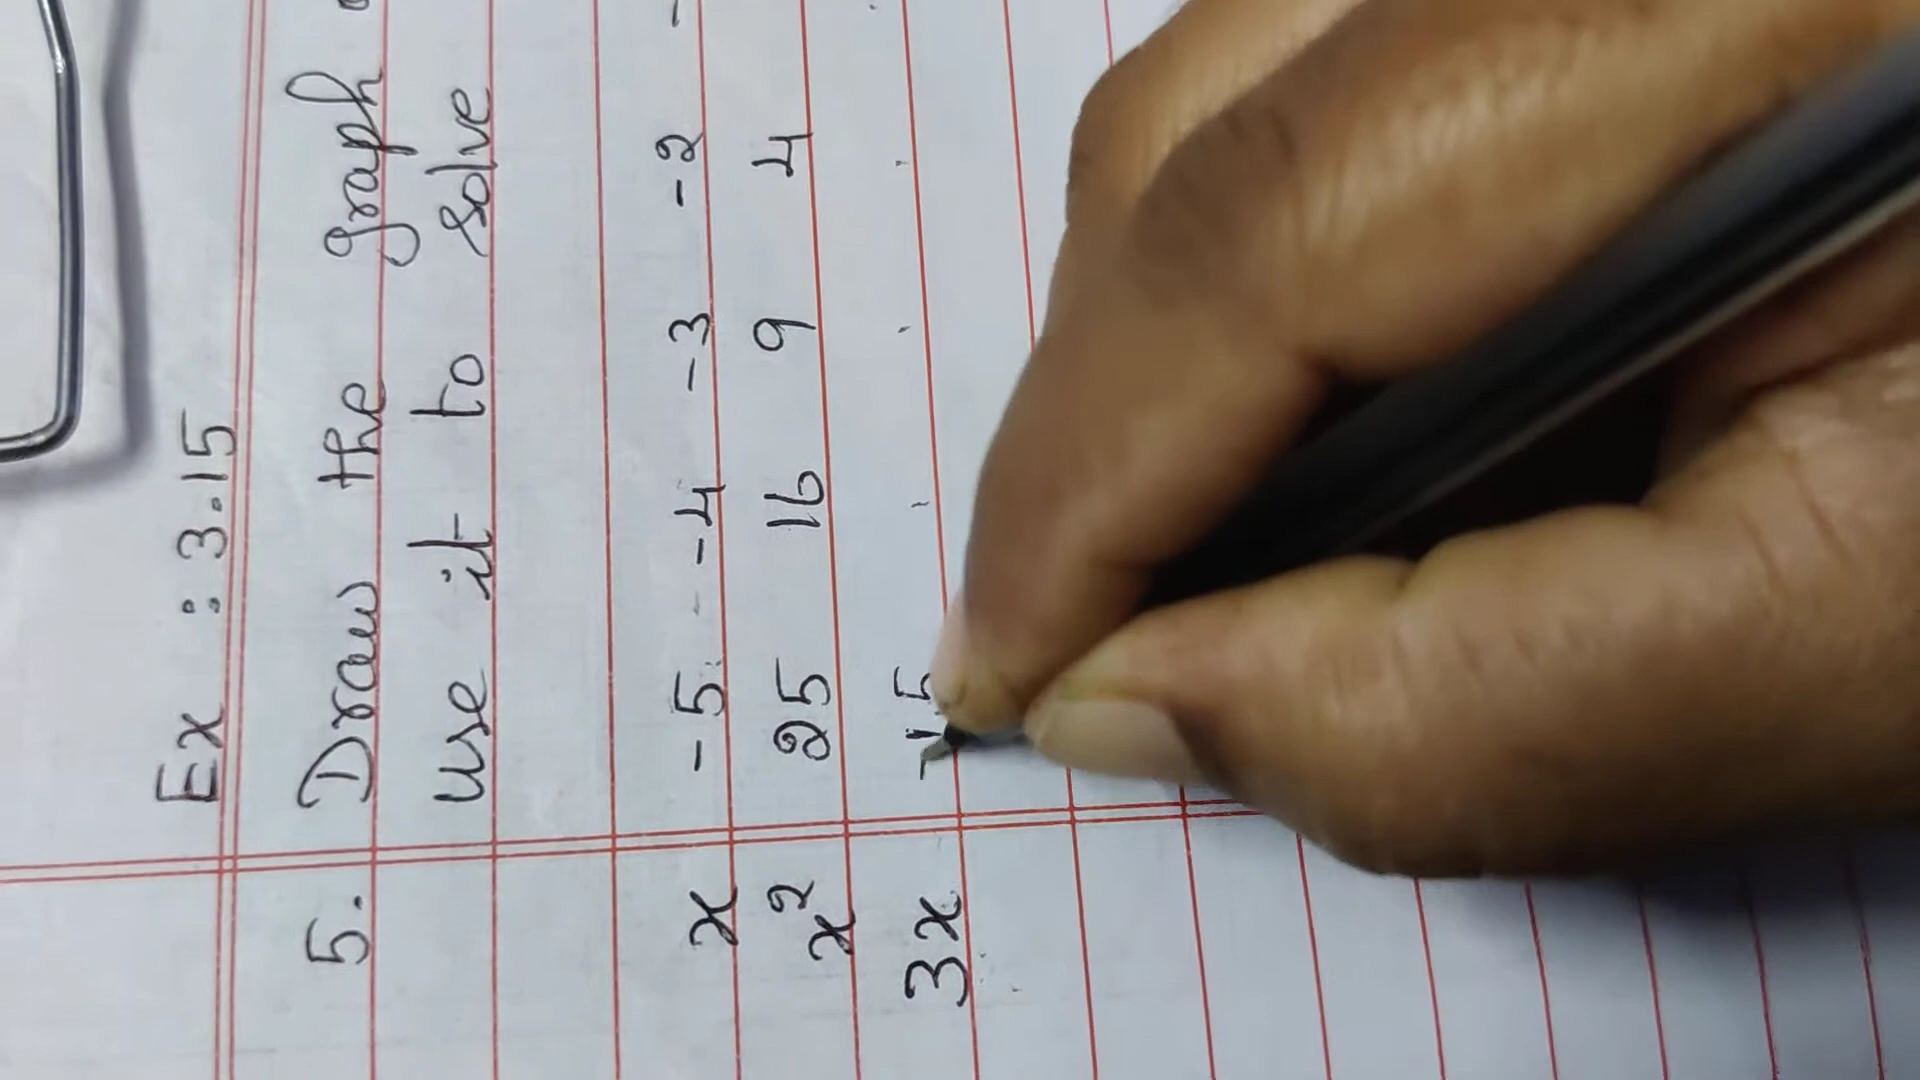 Ex : 3.15
5. Draw the graph
use it to solve
x -5 -4 -3 -2
x² 25 16 9 4
3x -15